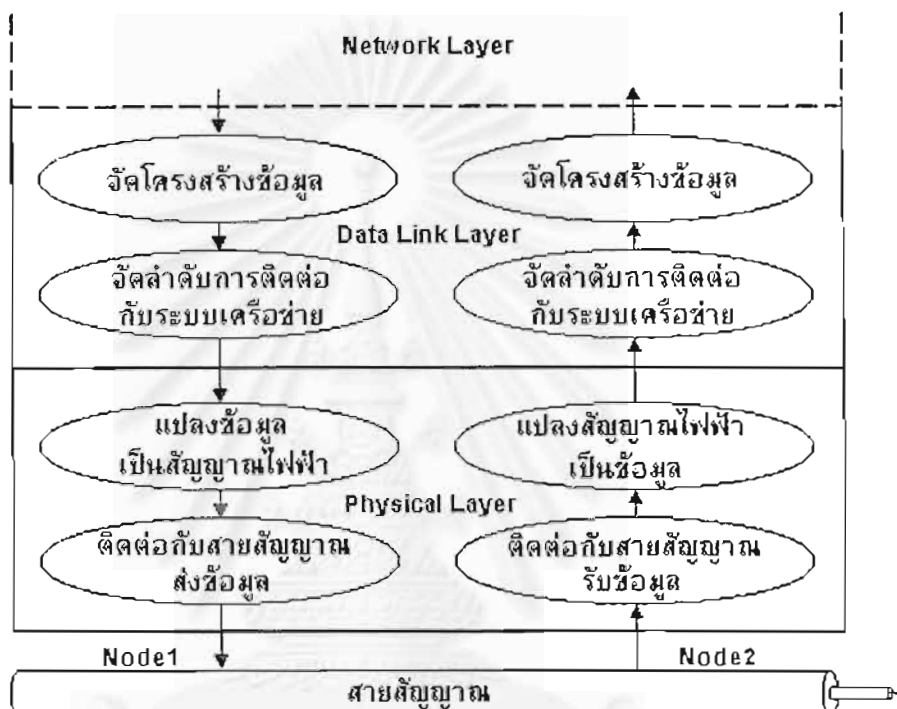 Network Layer
จัดโครงสร้างข้อมูล
จัดโครงสร้างข้อมูล
Data Link Layer
จัดลำดับการติดต่อ
กับระบบเครือข่าย
จัดลำดับการติดต่อ
กับระบบเครือข่าย
แปลงข้อมูล
เป็นสัญญาณไฟฟ้า
แปลงสัญญาณไฟฟ้า
เป็นข้อมูล
Physical Layer
ติดต่อกับสายสัญญาณ
ส่งข้อมูล
ติดต่อกับสายสัญญาณ
รับข้อมูล
Node1
Node2
สายสัญญาณ